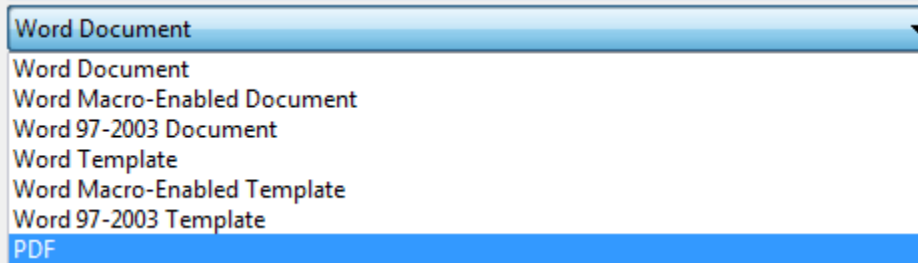 Word Document
Word Document
Word Macro-Enabled Document
Word 97-2003 Document
Word Template
Word Macro-Enabled Template
Word 97-2003 Template
PDF